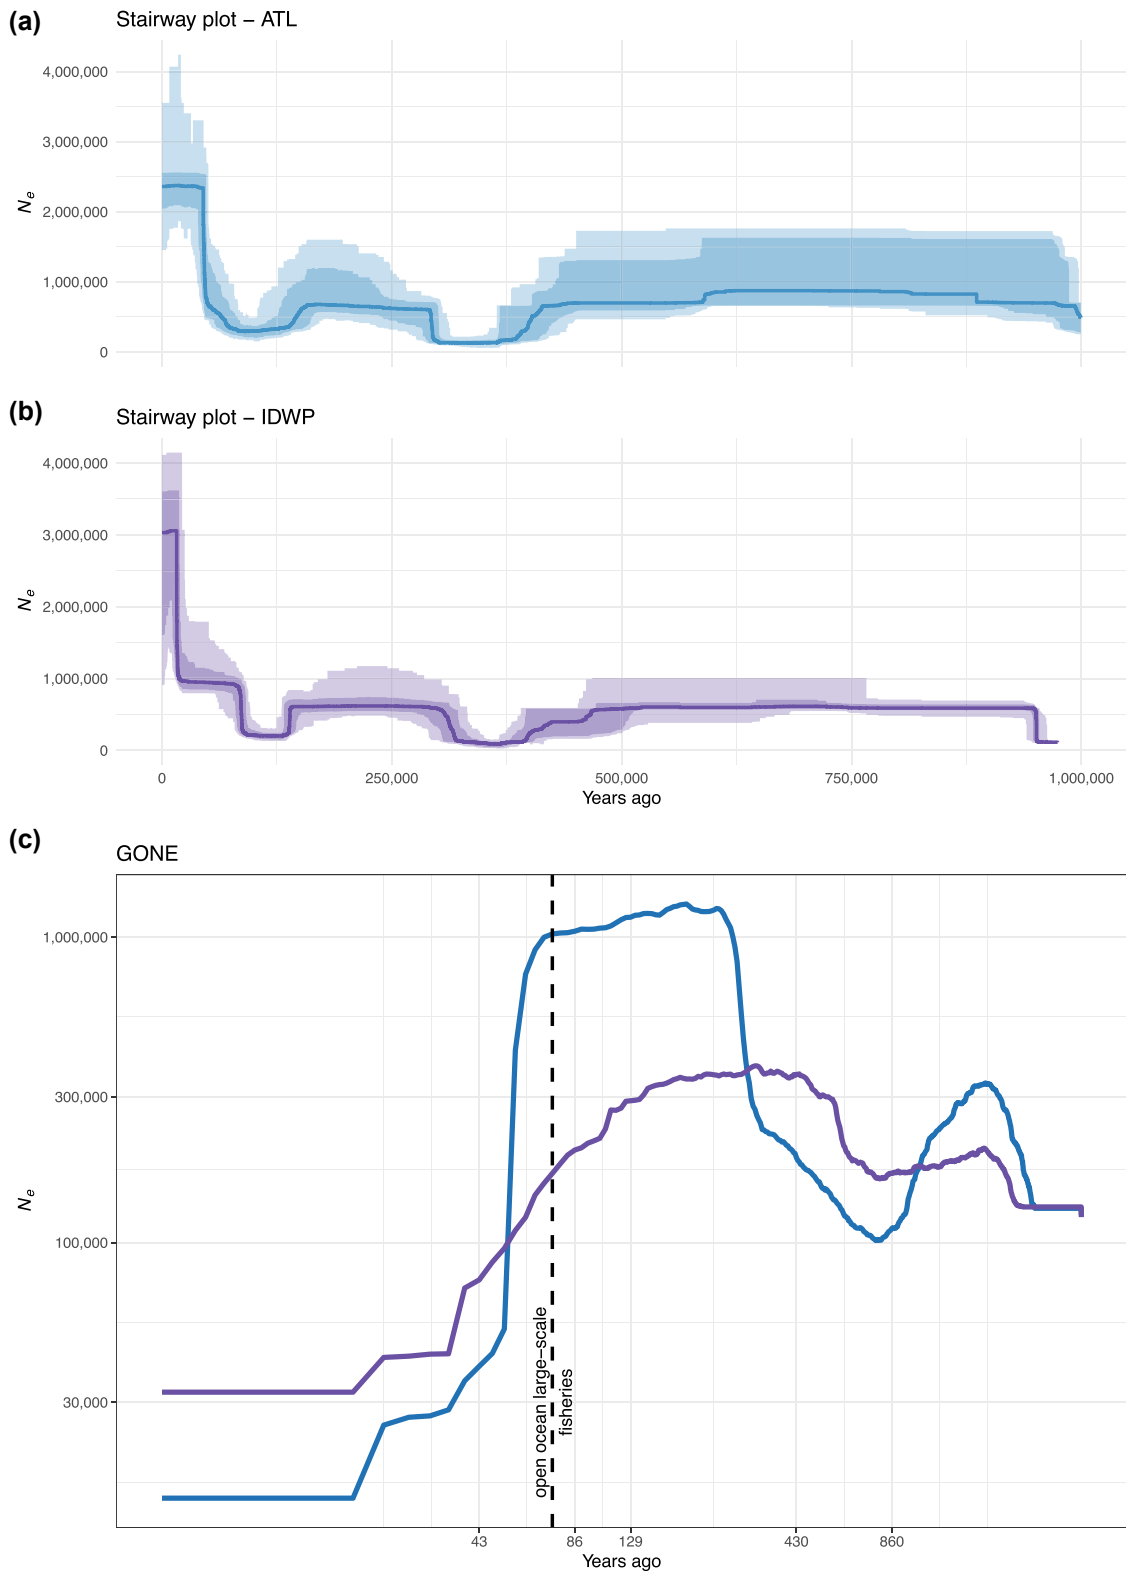 (a)
Stairway plot – ATL
4,000,000
3,000,000
2,000,000
1,000,000
0
Ne
(b)
Stairway plot – IDWP
4,000,000
3,000,000
2,000,000
1,000,000
0
Ne
0 250,000 500,000 750,000 1,000,000
Years ago
(c)
GONE
1,000,000
300,000
100,000
30,000
Ne
open ocean large−scale
fisheries
43 86 129 430 860
Years ago